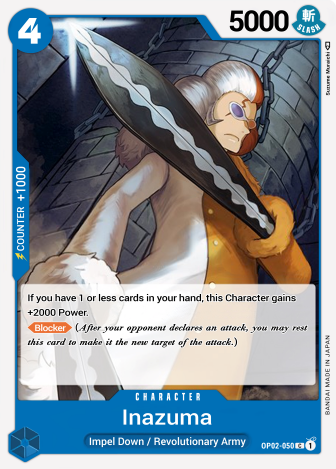 4
5000
斬
SLASH
Suzume Muraichi
COUNTER +1000
If you have 1 or less cards in your hand, this Character gains
+2000 Power.
Blocker (After your opponent declares an attack, you may rest
this card to make it the new target of the attack.)
BANDAI MADE IN JAPAN
CHARACTER
Inazuma
Impel Down / Revolutionary Army
OP02-050 C 1